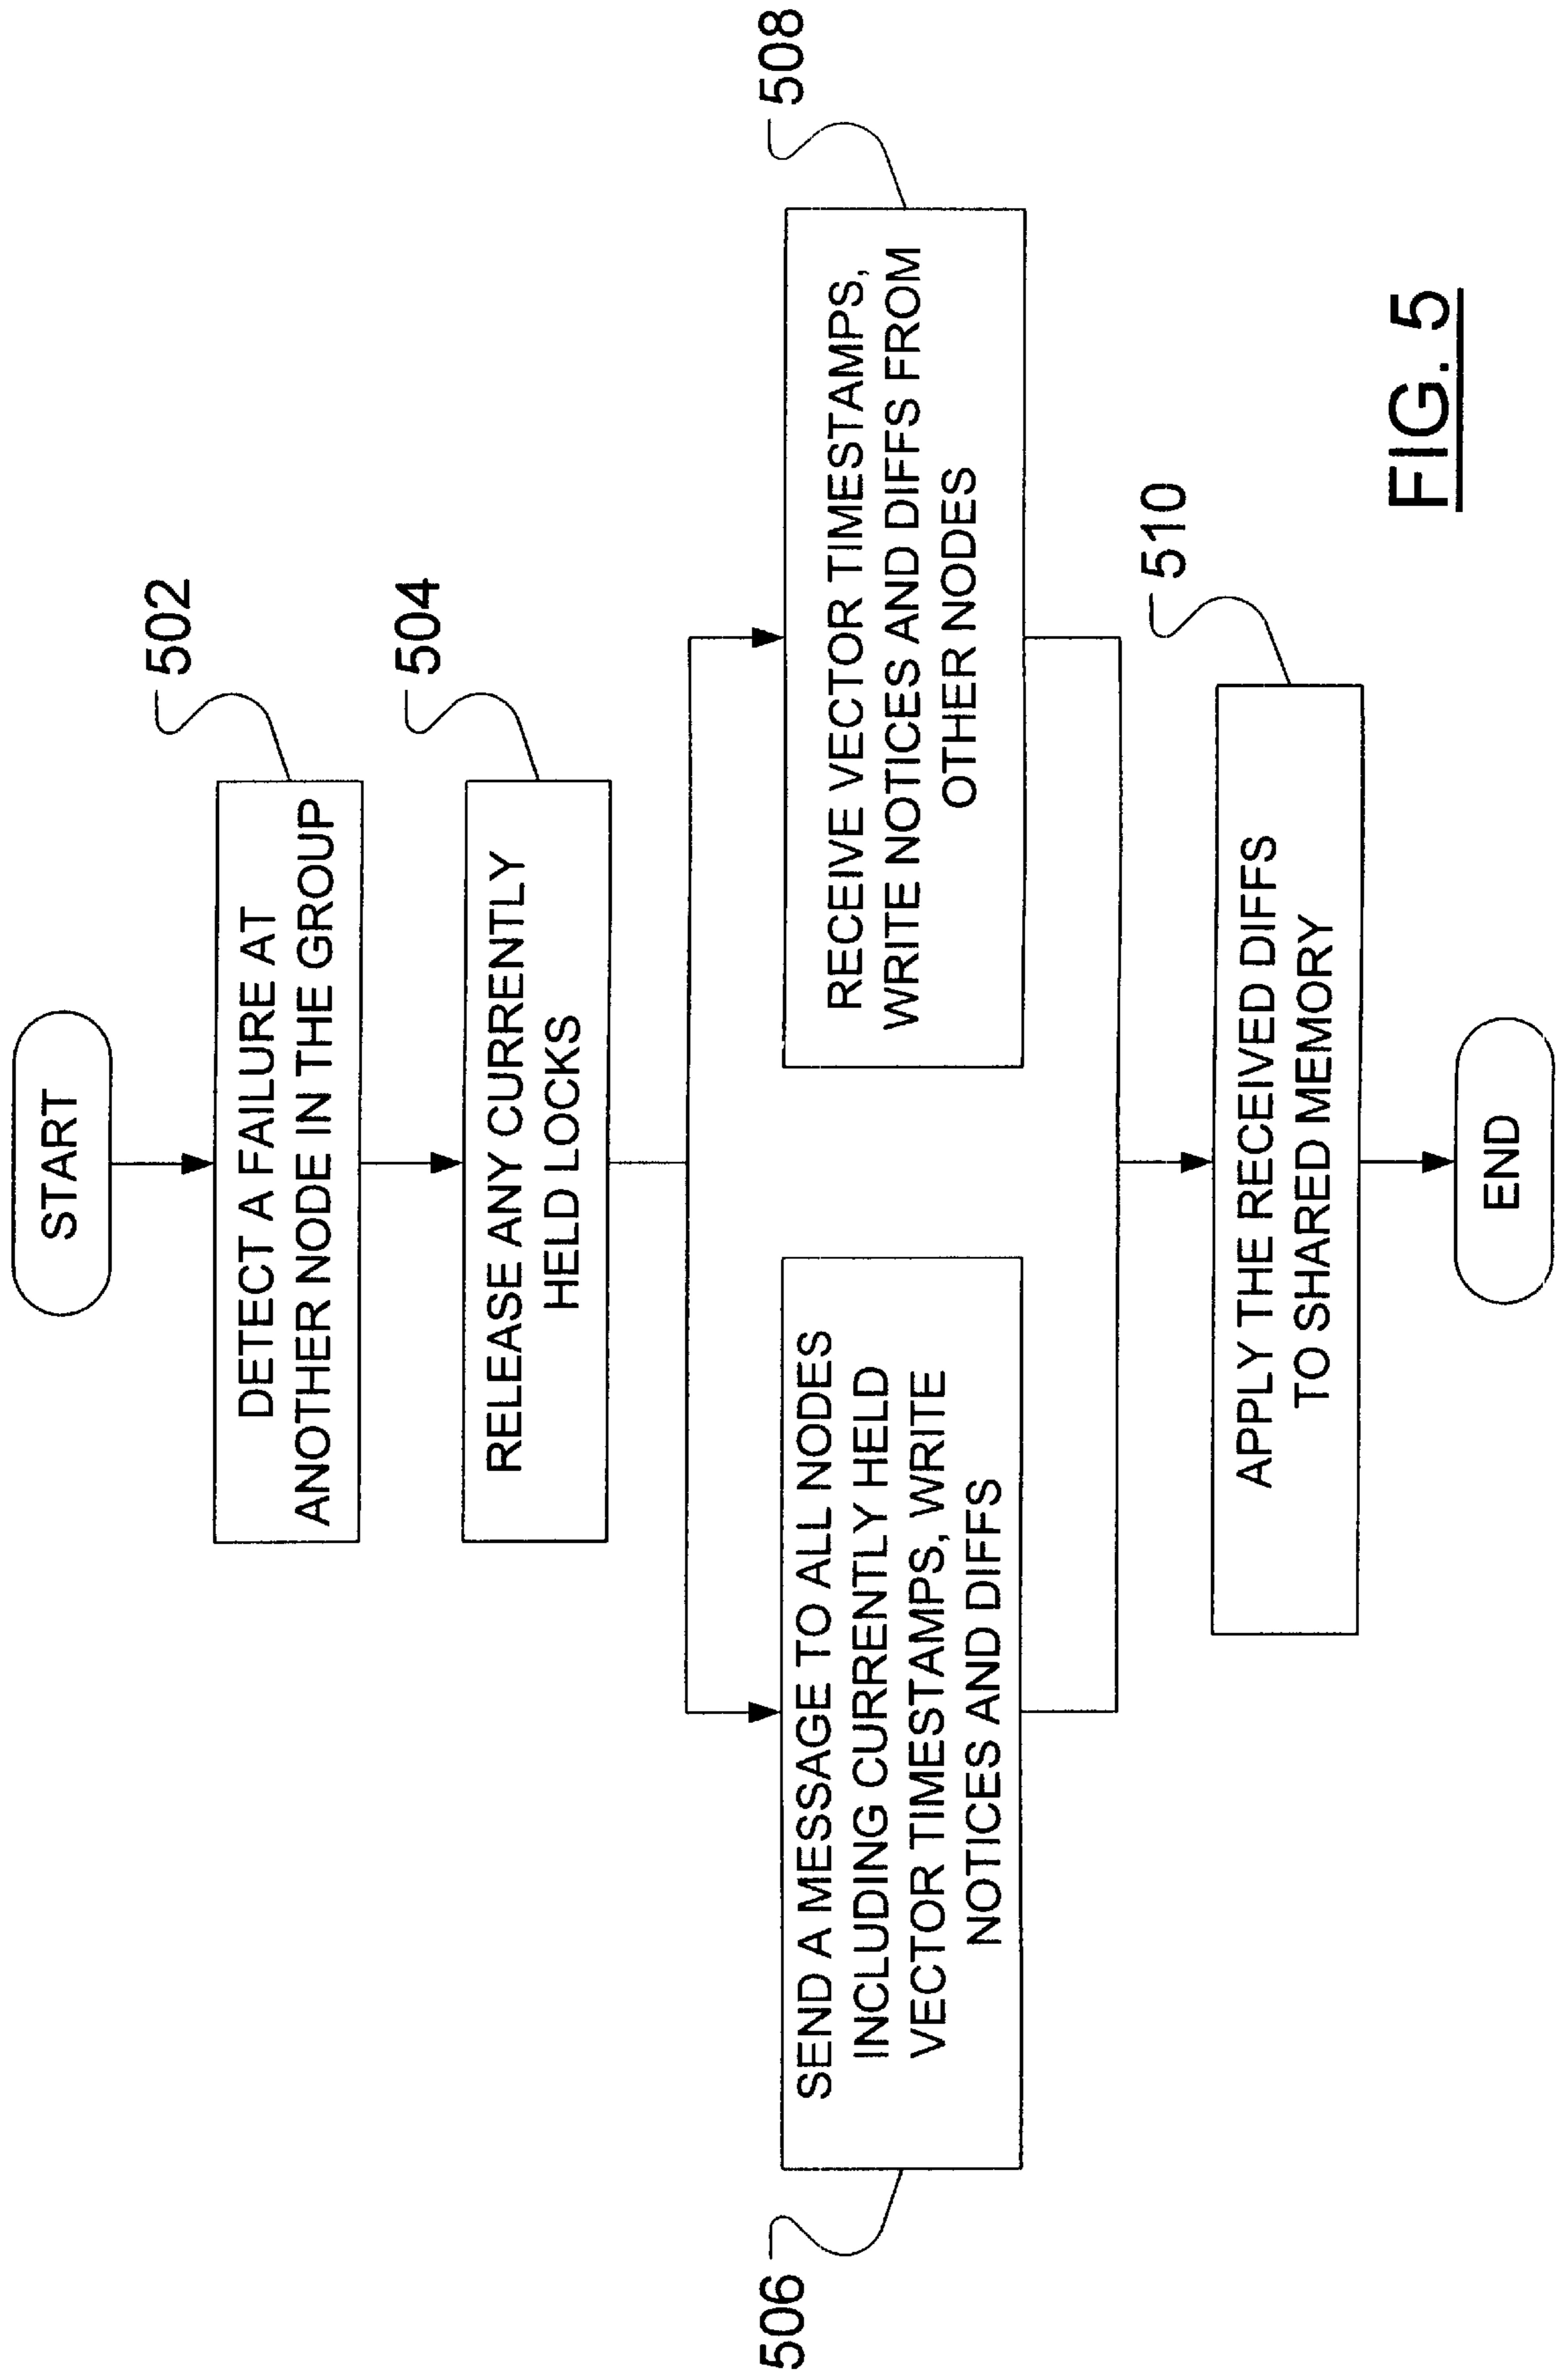 START
502
DETECT A FAILURE AT
ANOTHER NODE IN THE GROUP
504
RELEASE ANY CURRENTLY
HELD LOCKS
506
SEND A MESSAGE TO ALL NODES
INCLUDING CURRENTLY HELD
VECTOR TIMESTAMPS, WRITE
NOTICES AND DIFFS
508
RECEIVE VECTOR TIMESTAMPS,
WRITE NOTICES AND DIFFS FROM
OTHER NODES
510
APPLY THE RECEIVED DIFFS
TO SHARED MEMORY
END
FIG. 5